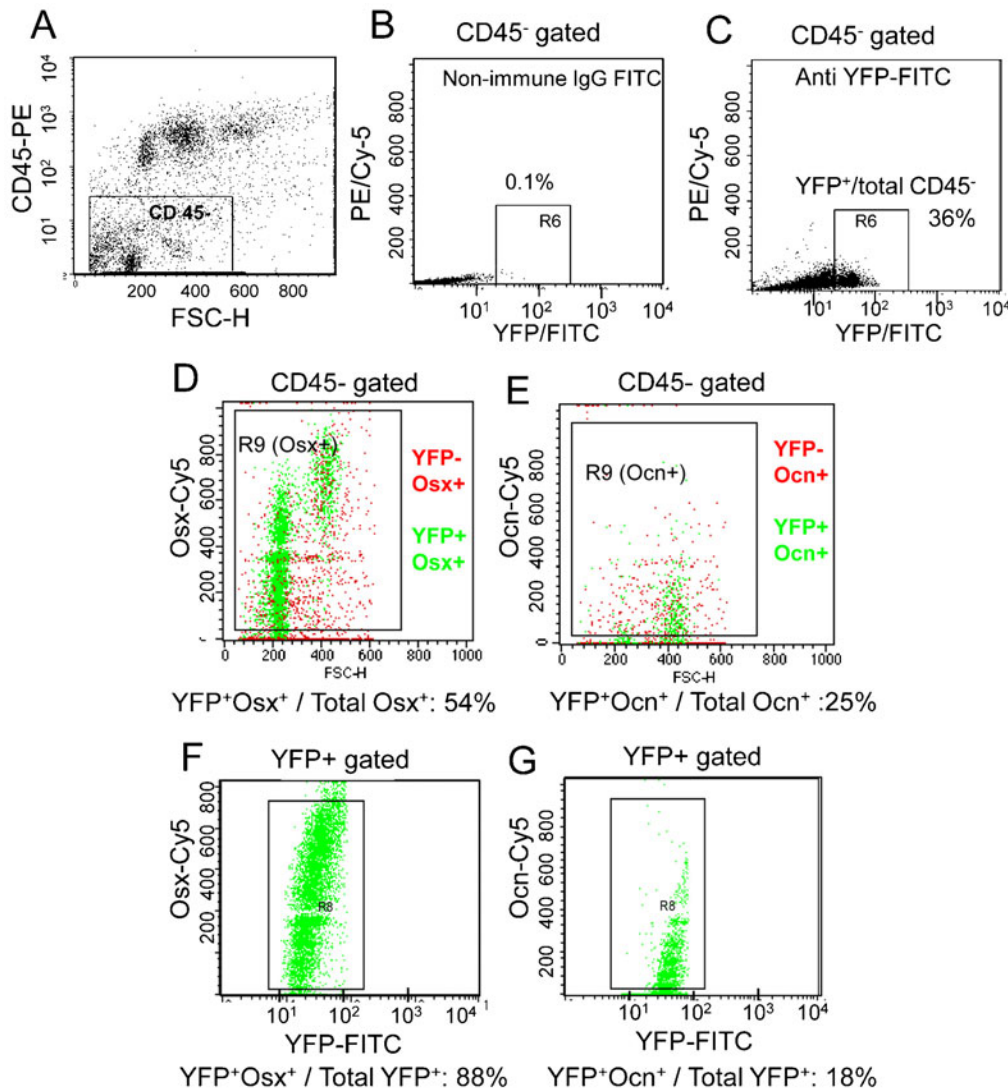 A
10⁴
10³
10²
10¹
CD45-PE
CD 45-
200 400 600 800
FSC-H
B
CD45⁻ gated
Non-immune IgG FITC
800
600
400
200
PE/Cy-5
0.1%
R6
10¹ 10² 10³ 10⁴
YFP/FITC
C
CD45⁻ gated
Anti YFP-FITC
800
600
400
200
PE/Cy-5
YFP⁺/total CD45⁻
36%
R6
10¹ 10² 10³ 10⁴
YFP/FITC
D
CD45- gated
R9 (Osx+)
YFP-
Osx+
YFP+
Osx+
800
600
400
200
Osx-Cy5
0 200 400 600 800 1000
FSC-H
YFP⁺Osx⁺ / Total Osx⁺: 54%
E
CD45- gated
R9 (Ocn+)
YFP-
Ocn+
YFP+
Ocn+
800
600
400
200
0
Ocn-Cy5
0 200 400 600 800 1000
FSC-H
YFP⁺Ocn⁺ / Total Ocn⁺ :25%
F
YFP+ gated
800
600
400
200
Osx-Cy5
R8
10¹ 10² 10³ 10⁴
YFP-FITC
YFP⁺Osx⁺ / Total YFP⁺: 88%
G
YFP+ gated
800
600
400
200
Ocn-Cy5
R8
10¹ 10² 10³ 10⁴
YFP-FITC
YFP⁺Ocn⁺ / Total YFP⁺: 18%